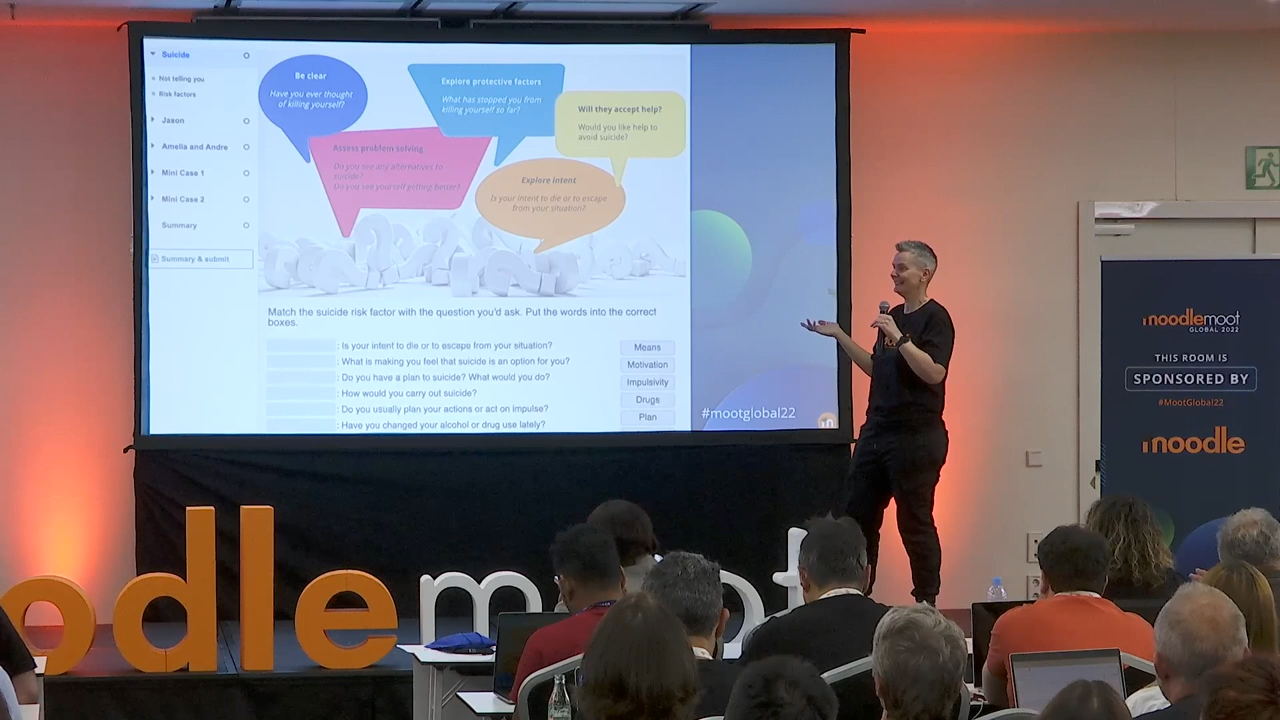 Suicide
Not telling you
Risk factors
Jason
Amelia and Andre
Mini Case 1
Mini Case 2
Summary
Summary & submit
Be clear
Have you ever thought
of killing yourself?
Explore protective factors
What has stopped you from
killing yourself so far?
Will they accept help?
Would you like help to
avoid suicide?
Assess problem solving
Do you see any alternatives to
suicide?
Do you see yourself getting better?
Explore intent
Is your intent to die or to escape
from your situation?
Match the suicide risk factor with the question you'd ask. Put the words into the correct
boxes.
: Is your intent to die or to escape from your situation?
: What is making you feel that suicide is an option for you?
: Do you have a plan to suicide? What would you do?
: How would you carry out suicide?
: Do you usually plan your actions or act on impulse?
: Have you changed your alcohol or drug use lately?
Means
Motivation
Impulsivity
Drugs
Plan
#mootglobal22
moodlemoot
GLOBAL 2022
THIS ROOM IS
SPONSORED BY
#MootGlobal22
moodle
odle moot